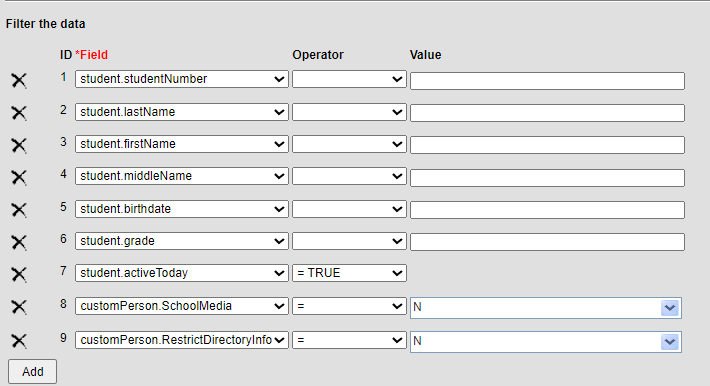 Filter the data
ID *Field Operator Value
1 student.studentNumber
2 student.lastName
3 student.firstName
4 student.middleName
5 student.birthdate
6 student.grade
7 student.activeToday = TRUE
8 customPerson.SchoolMedia = N
9 customPerson.RestrictDirectoryInfo = N
Add